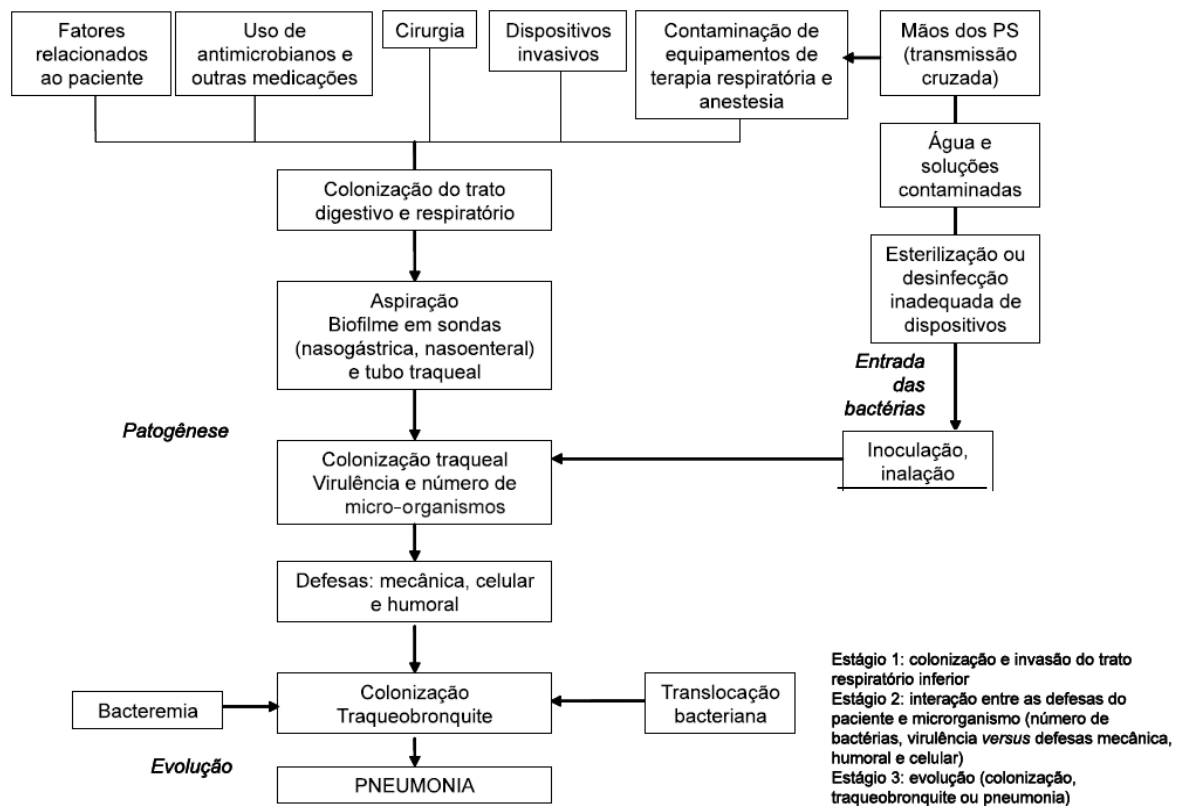 Fatores
relacionados
ao paciente
Uso de
antimicrobianos e
outras medicações
Cirurgia
Dispositivos
invasivos
Contaminação de
equipamentos de
terapia respiratória e
anestesia
Mãos dos PS
(transmissão
cruzada)
Água e
soluções
contaminadas
Colonização do trato
digestivo e respiratório
Esterilização ou
desinfecção
inadequada de
dispositivos
Aspiração
Biofilme em sondas
(nasogástrica, nasoenteral)
e tubo traqueal
Entrada
das
bactérias
Patogênese
Colonização traqueal
Virulência e número de
micro-organismos
Inoculação,
inalação
Defesas: mecânica, celular
e humoral
Bacteremia
Colonização
Traqueobronquite
Translocação
bacteriana
Evolução
PNEUMONIA
Estágio 1: colonização e invasão do trato
respiratório inferior
Estágio 2: interação entre as defesas do
paciente e microrganismo (número de
bactérias, virulência versus defesas mecânica,
humoral e celular)
Estágio 3: evolução (colonização,
traqueobronquite ou pneumonia)